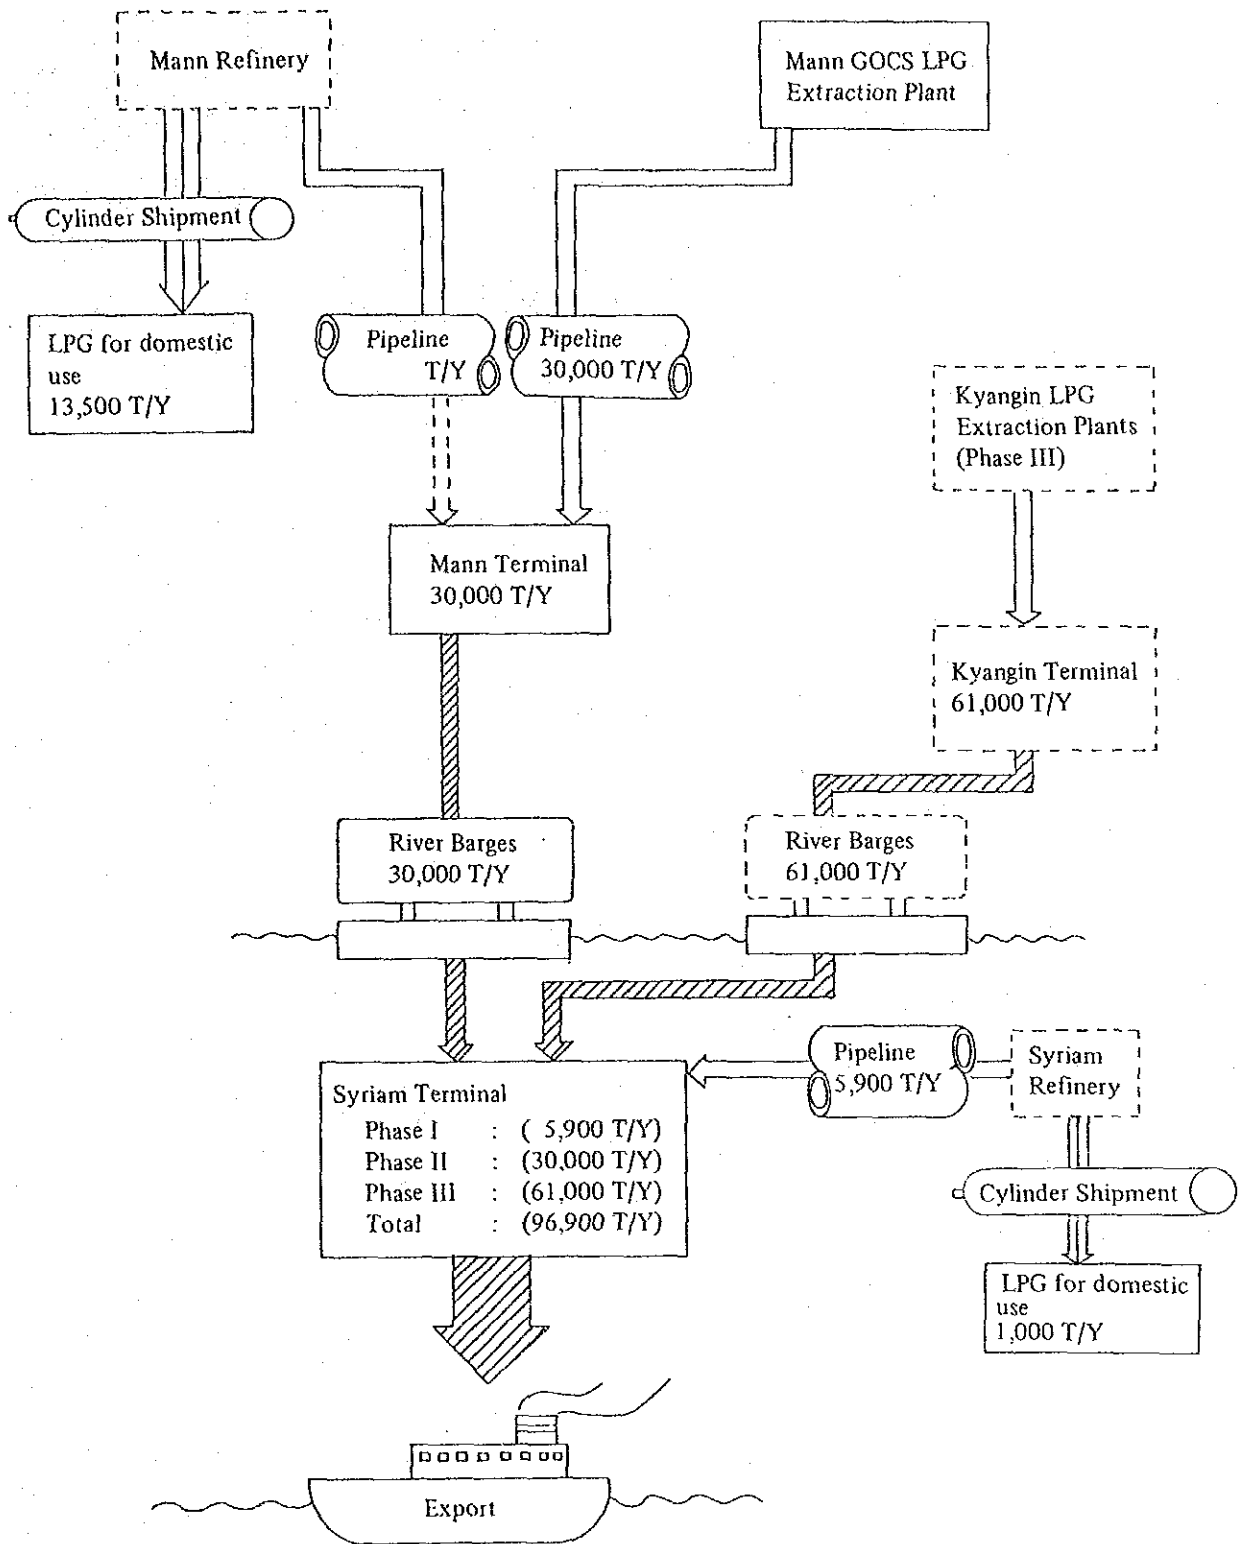 Mann Refinery
Mann GOCS LPG
Extraction Plant
Cylinder Shipment
LPG for domestic
use
13,500 T/Y
Pipeline
T/Y
Pipeline
30,000 T/Y
Kyangin LPG
Extraction Plants
(Phase III)
Mann Terminal
30,000 T/Y
Kyangin Terminal
61,000 T/Y
River Barges
30,000 T/Y
River Barges
61,000 T/Y
Pipeline
5,900 T/Y
Syriam
Refinery
Syriam Terminal
Phase I : ( 5,900 T/Y)
Phase II : (30,000 T/Y)
Phase III : (61,000 T/Y)
Total : (96,900 T/Y)
Cylinder Shipment
LPG for domestic
use
1,000 T/Y
Export